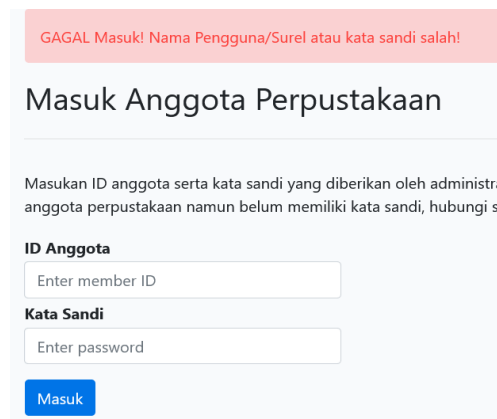 GAGAL Masuk! Nama Pengguna/Surel atau kata sandi salah!
Masuk Anggota Perpustakaan
Masukan ID anggota serta kata sandi yang diberikan oleh
anggota perpustakaan namun belum memiliki kata sandi, hubungi
ID Anggota
Enter member ID
Kata Sandi
Enter password
Masuk